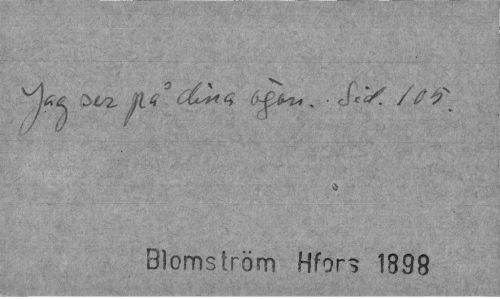 Jag ser på dina ögon. Sid. 105.
Blomström Hfors 1898